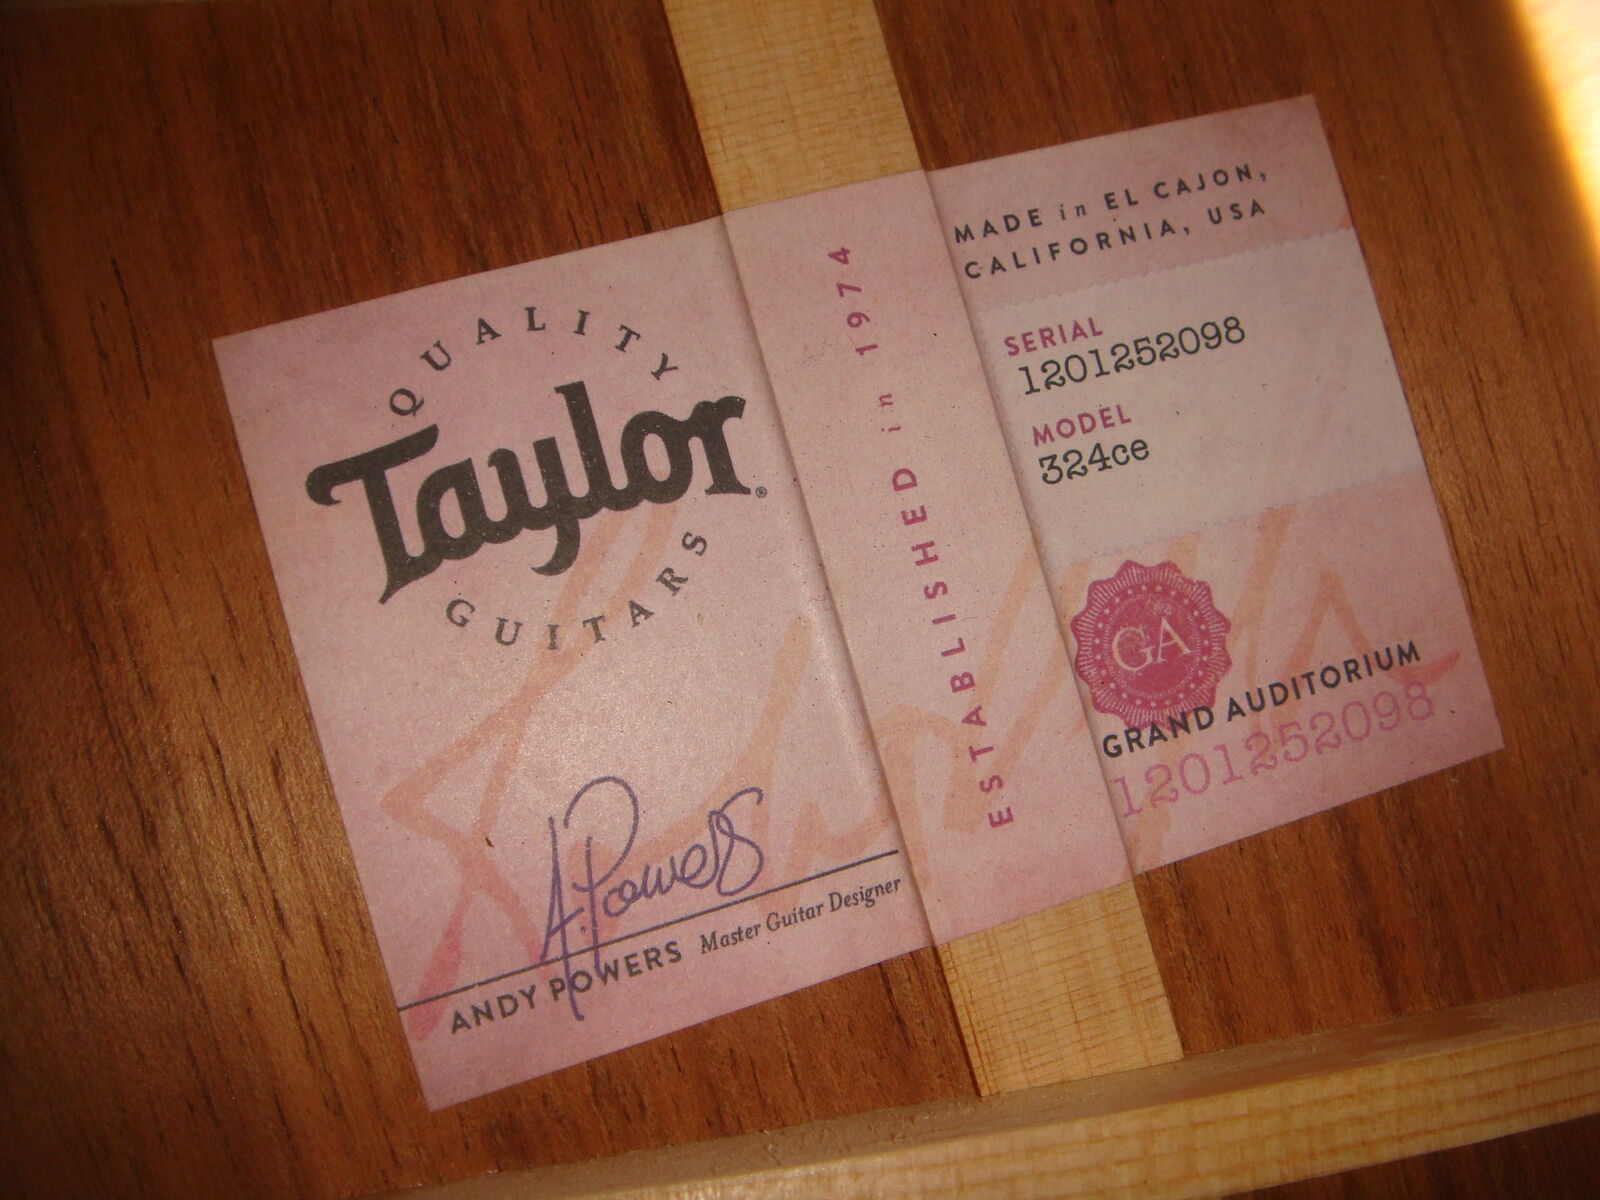 QUALITY
Taylor®
GUITARS
A. Powers
ANDY POWERS Master Guitar Designer
ESTABLISHED in 1974
MADE in EL CAJON,
CALIFORNIA, USA
SERIAL
1201252098
MODEL
324ce
GA
GRAND AUDITORIUM
1201252098